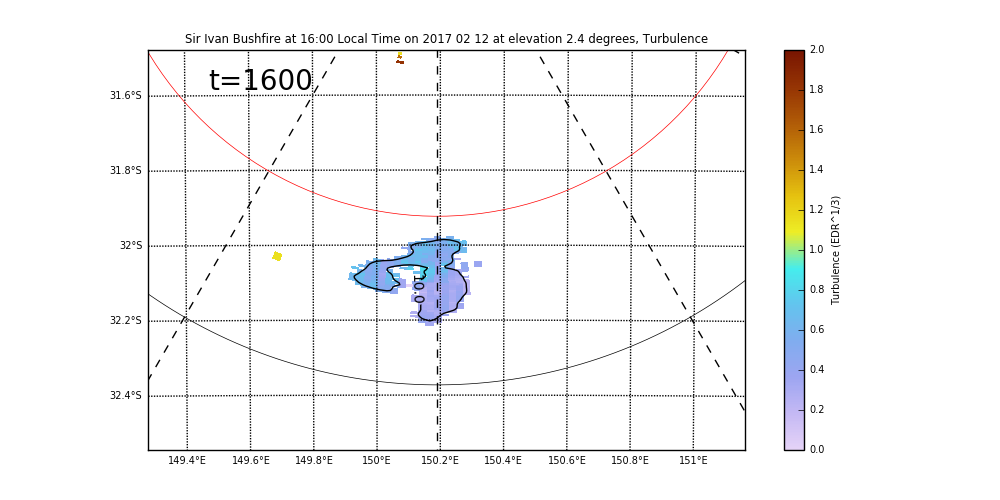 Sir Ivan Bushfire at 16:00 Local Time on 2017 02 12 at elevation 2.4 degrees, Turbulence
t=1600
31.6°S
31.8°S
32°S
32.2°S
32.4°S
149.4°E 149.6°E 149.8°E 150°E 150.2°E 150.4°E 150.6°E 150.8°E 151°E
2.0
1.8
1.6
1.4
1.2
1.0
0.8
0.6
0.4
0.2
0.0
Turbulence (EDR^1/3)